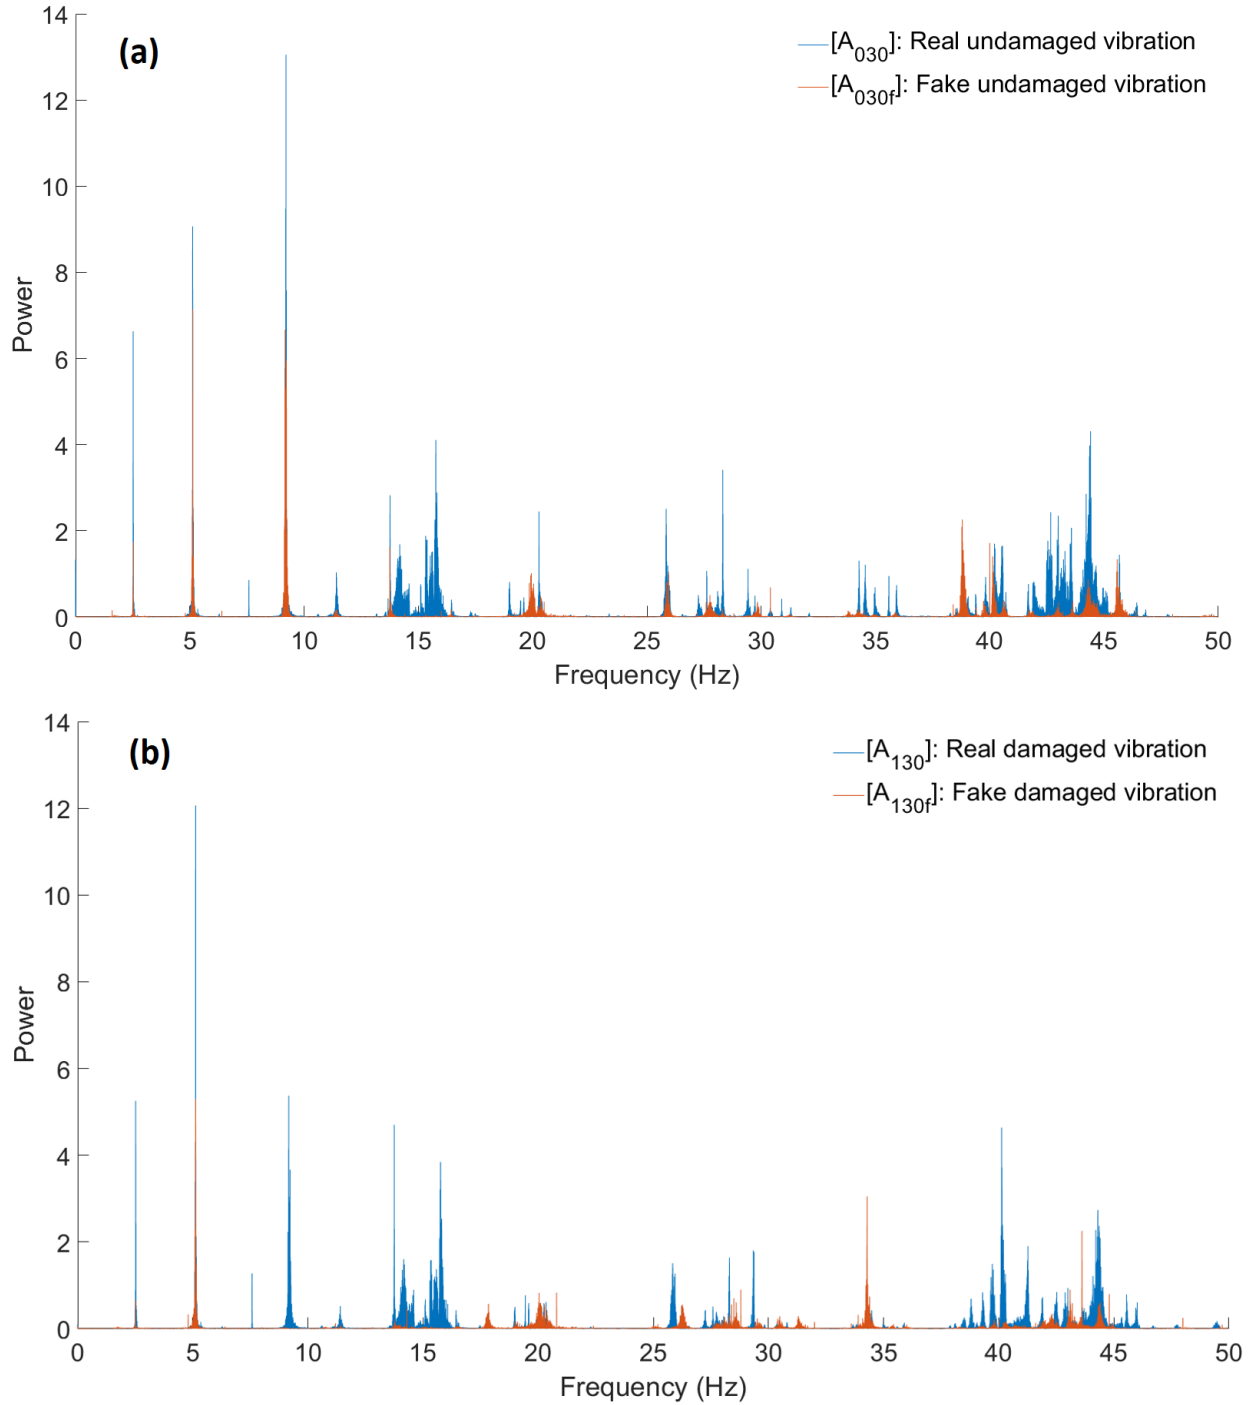 (a)
[A030]: Real undamaged vibration
[A030f]: Fake undamaged vibration
14
12
10
8
6
4
2
0
Power
0 5 10 15 20 25 30 35 40 45 50
Frequency (Hz)
(b)
[A130]: Real damaged vibration
[A130f]: Fake damaged vibration
14
12
10
8
6
4
2
0
Power
0 5 10 15 20 25 30 35 40 45 50
Frequency (Hz)